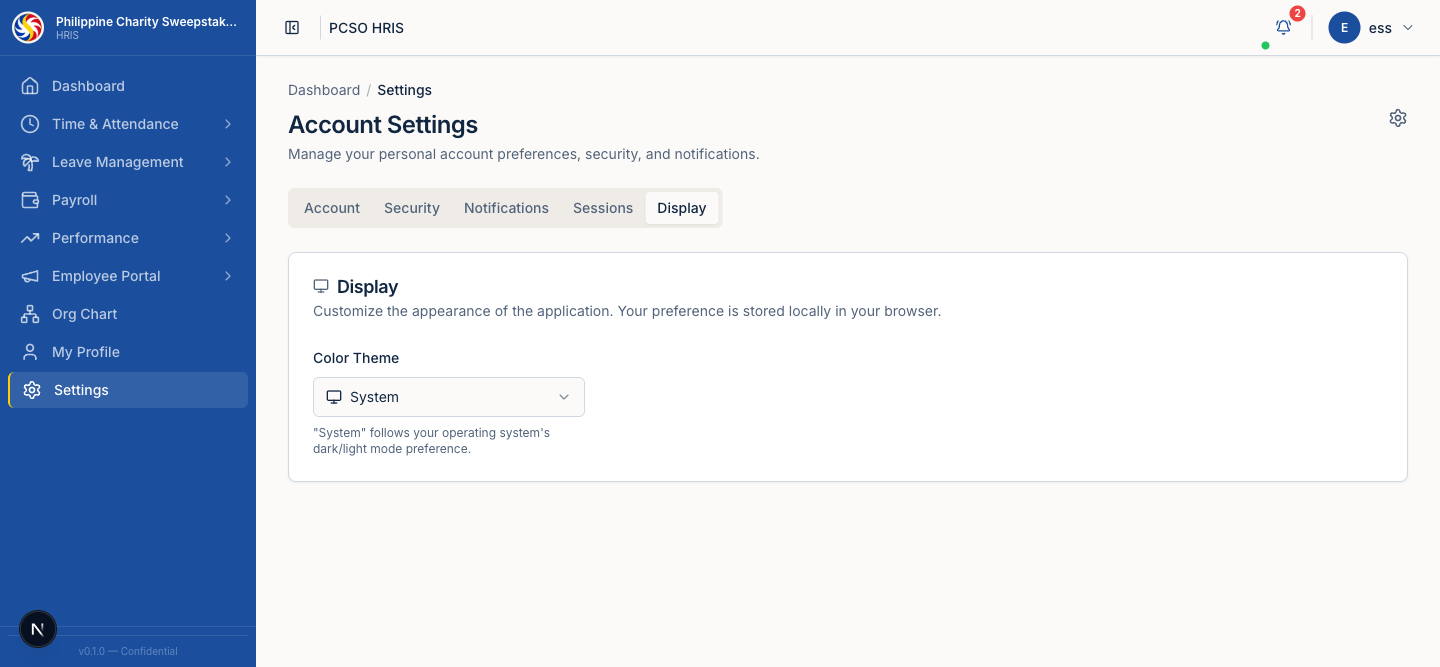 Philippine Charity Sweepstak...
HRIS
Dashboard
Time & Attendance
Leave Management
Payroll
Performance
Employee Portal
Org Chart
My Profile
Settings
N
v0.1.0 — Confidential
PCSO HRIS
2
E
ess
Dashboard / Settings
Account Settings
Manage your personal account preferences, security, and notifications.
Account Security Notifications Sessions Display
Display
Customize the appearance of the application. Your preference is stored locally in your browser.
Color Theme
System
"System" follows your operating system's
dark/light mode preference.